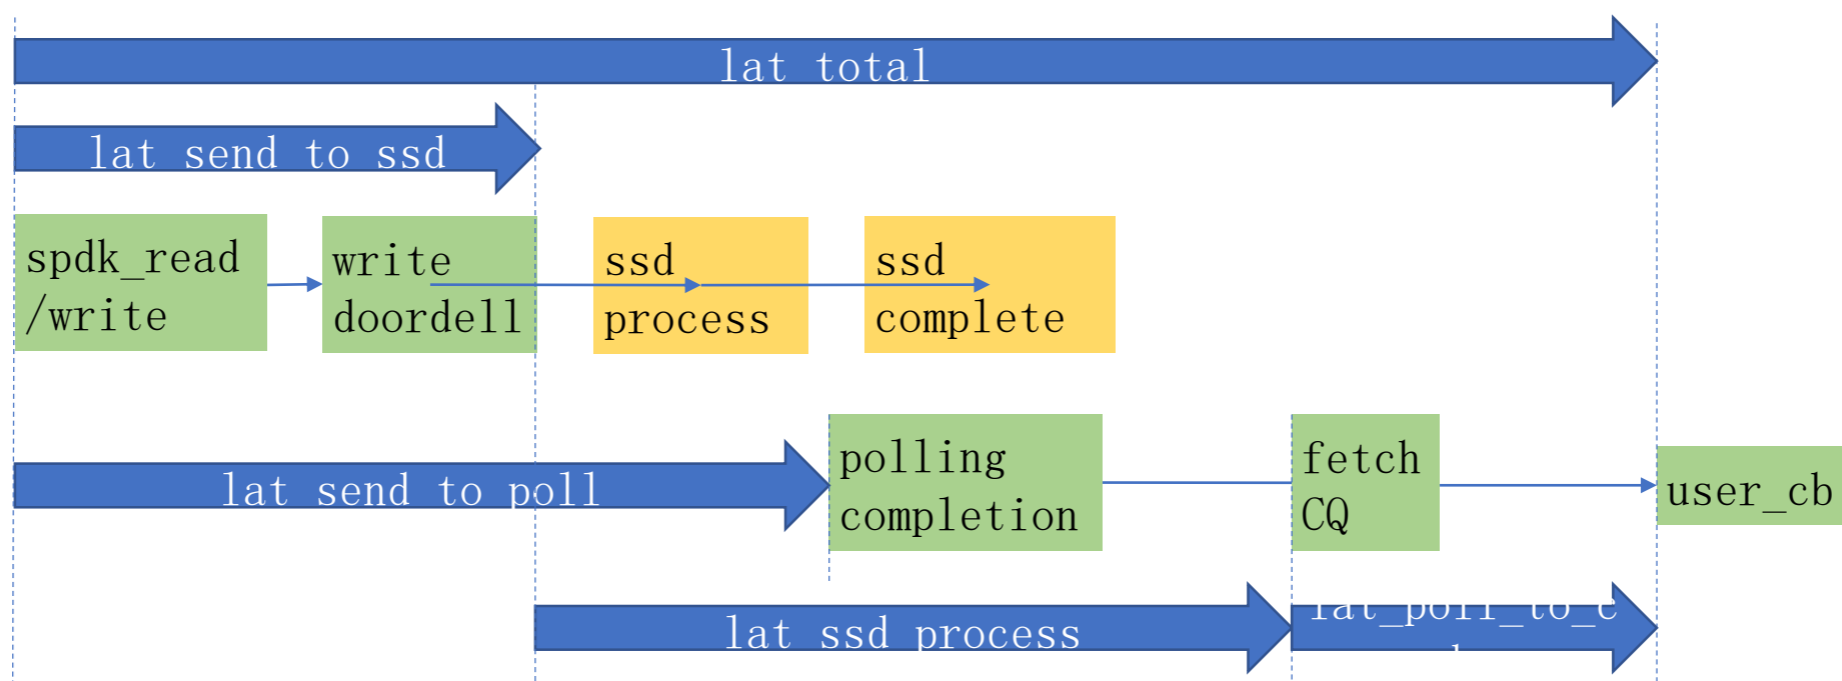 lat total
lat send to ssd
spdk_read
/write
write
doordell
ssd
process
ssd
complete
lat send to poll
polling
completion
fetch
CQ
user_cb
lat ssd process
lat_poll_to_c